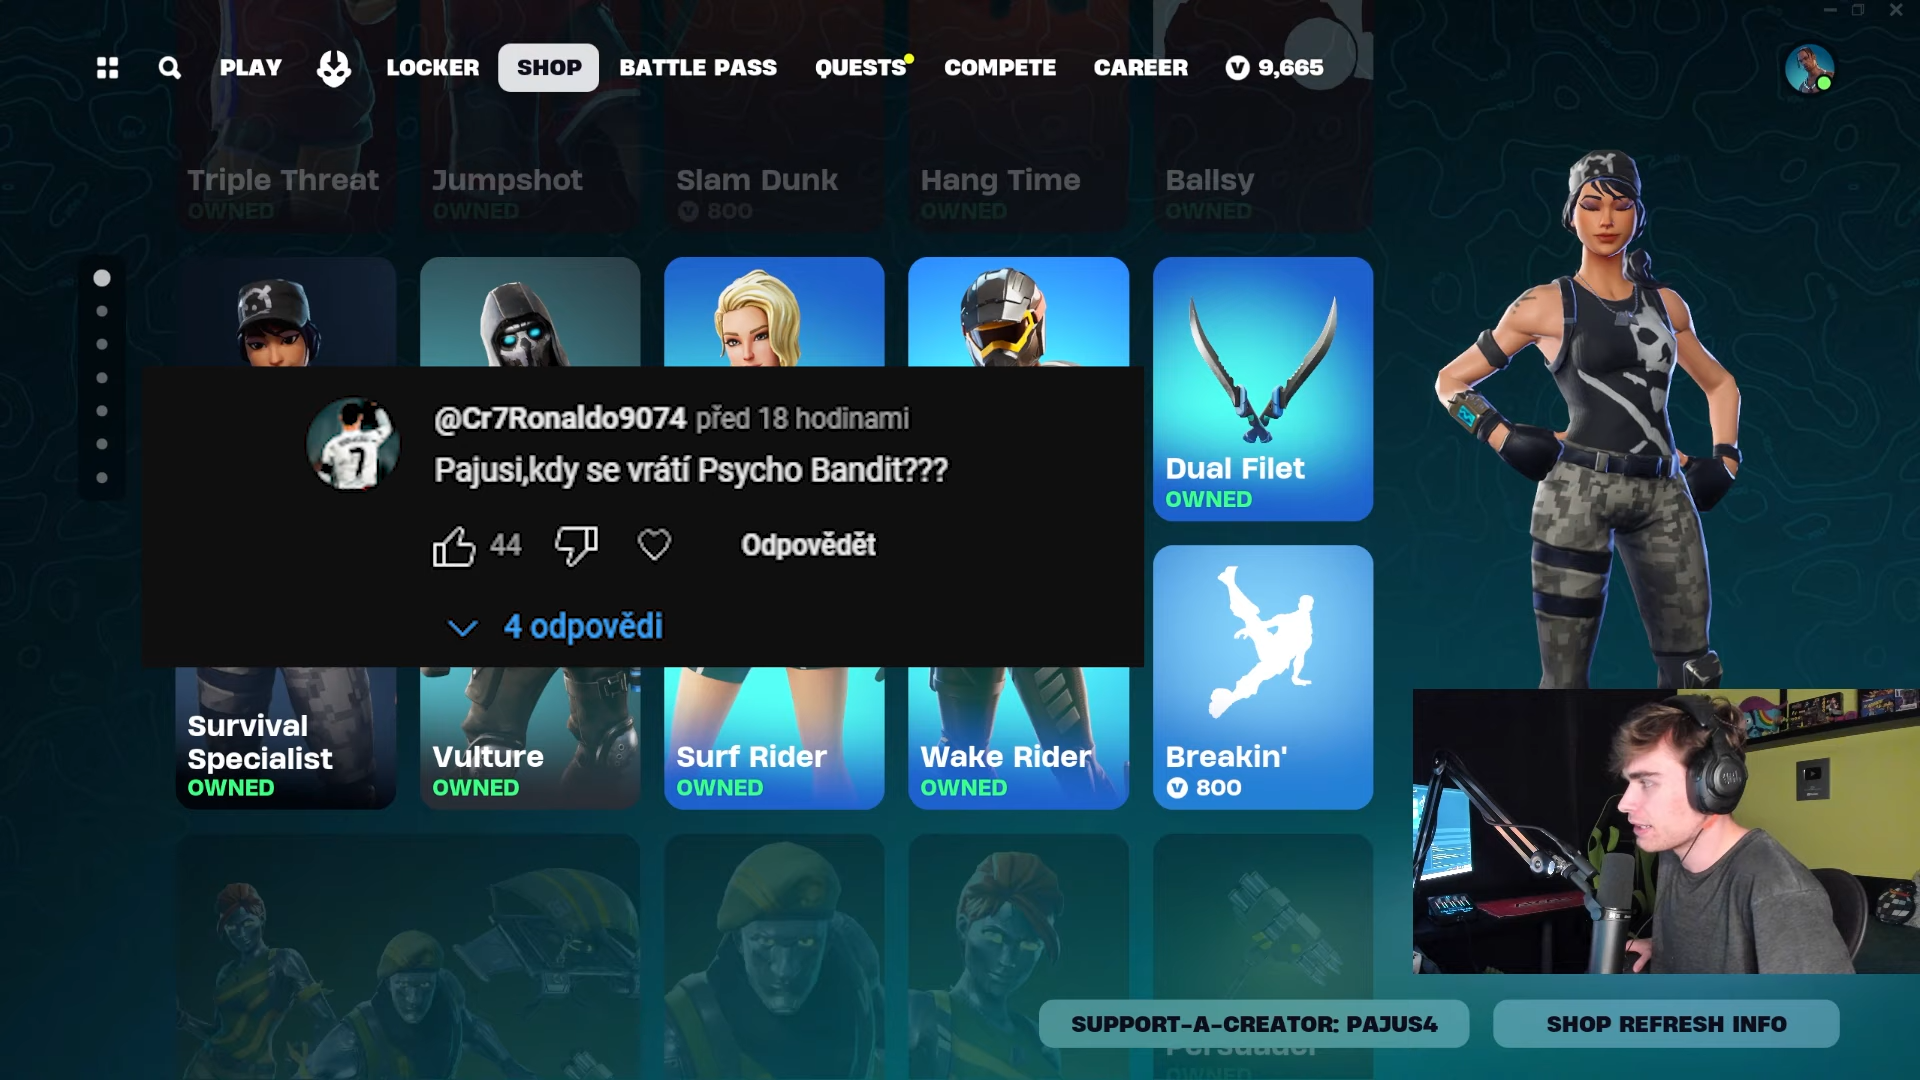 PLAY LOCKER SHOP BATTLE PASS QUESTS COMPETE CAREER V 9,665
Triple Threat
OWNED
Jumpshot
OWNED
Slam Dunk
V 800
Hang Time
OWNED
Ballsy
OWNED
@Cr7Ronaldo9074 před 18 hodinami
Pajusi,kdy se vrátí Psycho Bandit???
44 Odpovědět
4 odpovědi
Dual Filet
OWNED
Survival
Specialist
OWNED
Vulture
OWNED
Surf Rider
OWNED
Wake Rider
OWNED
Breakin'
V 800
SUPPORT-A-CREATOR: PAJUS4
SHOP REFRESH INFO
Persuader
OWNED